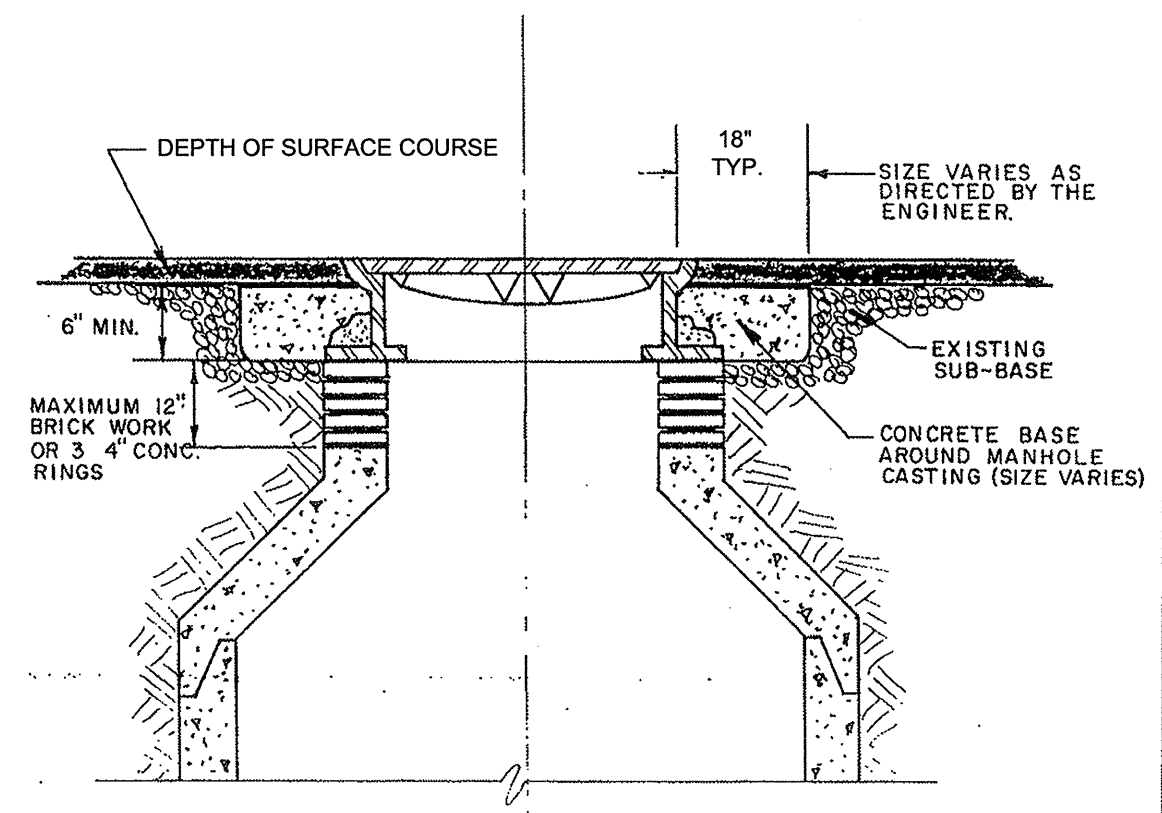 DEPTH OF SURFACE COURSE
18"
TYP.
SIZE VARIES AS
DIRECTED BY THE
ENGINEER.
6" MIN.
EXISTING
SUB~BASE
MAXIMUM 12"
BRICK WORK
OR 3 4" CONC.
RINGS
CONCRETE BASE
AROUND MANHOLE
CASTING (SIZE VARIES)